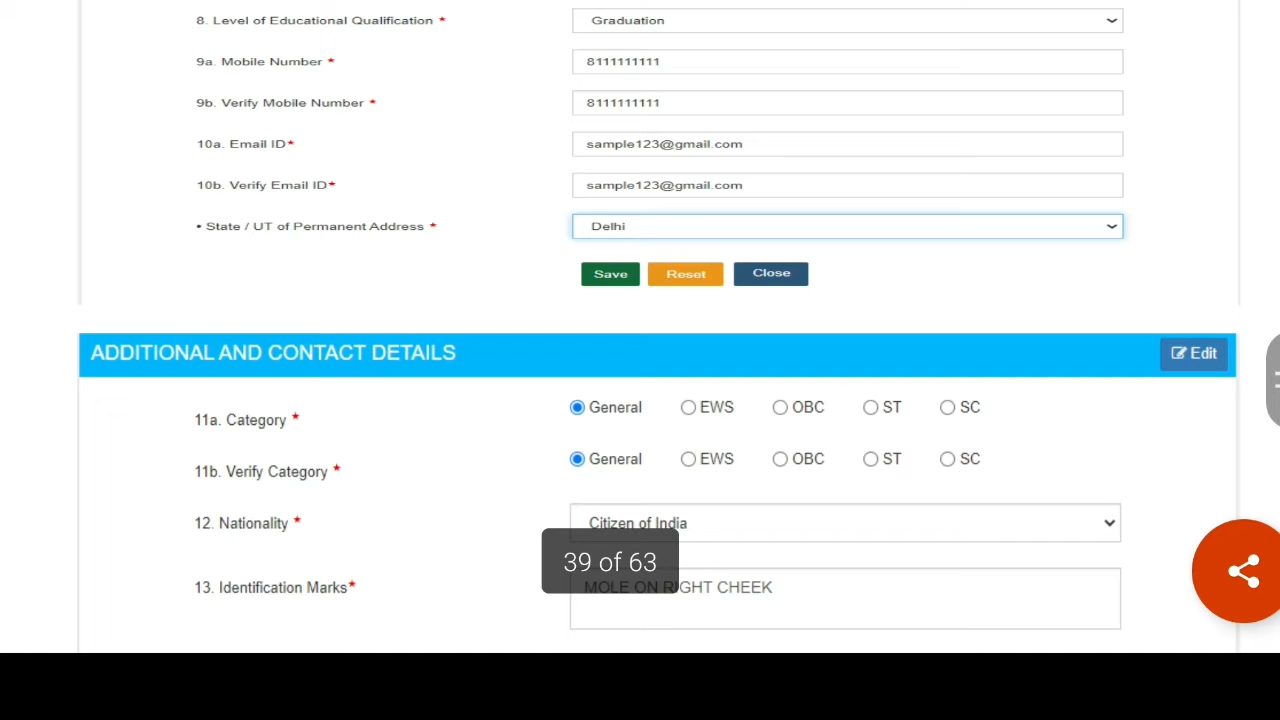 8. Level of Educational Qualification * Graduation
9a. Mobile Number * 8111111111
9b. Verify Mobile Number * 8111111111
10a. Email ID* sample123@gmail.com
10b. Verify Email ID* sample123@gmail.com
• State / UT of Permanent Address * Delhi
Save Reset Close
ADDITIONAL AND CONTACT DETAILS Edit
11a. Category * General EWS OBC ST SC
11b. Verify Category * General EWS OBC ST SC
12. Nationality * Citizen of India
39 of 63
13. Identification Marks* MOLE ON RIGHT CHEEK